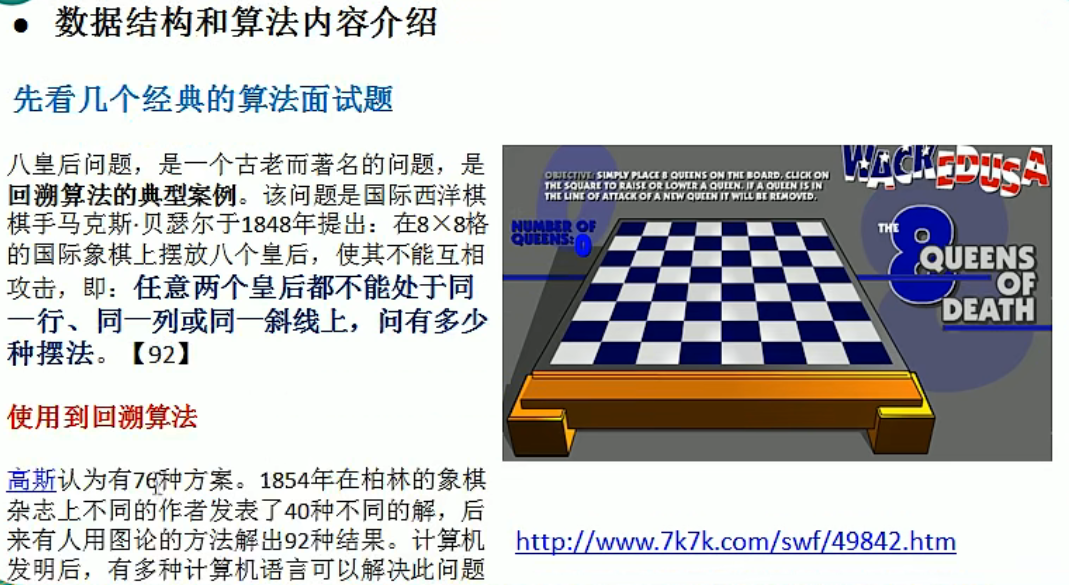 ● 数据结构和算法内容介绍
先看几个经典的算法面试题
八皇后问题，是一个古老而著名的问题，是
回溯算法的典型案例。该问题是国际西洋棋
棋手马克斯·贝瑟尔于1848年提出：在8×8格
的国际象棋上摆放八个皇后，使其不能互相
攻击，即：任意两个皇后都不能处于同
一行、同一列或同一斜线上，问有多少
种摆法。【92】
使用到回溯算法
高斯认为有76种方案。1854年在柏林的象棋
杂志上不同的作者发表了40种不同的解，后
来有人用图论的方法解出92种结果。计算机
发明后，有多种计算机语言可以解决此问题
WACKEDUSA
OBJECTIVE: SIMPLY PLACE 8 QUEENS ON THE BOARD. CLICK ON
THE SQUARE TO RAISE OR LOWER A QUEEN. IF A QUEEN IS IN
THE LINE OF ATTACK OF A NEW QUEEN IT WILL BE REMOVED.
NUMBER OF
QUEENS: 0
THE 8
QUEENS
OF
DEATH
http://www.7k7k.com/swf/49842.htm